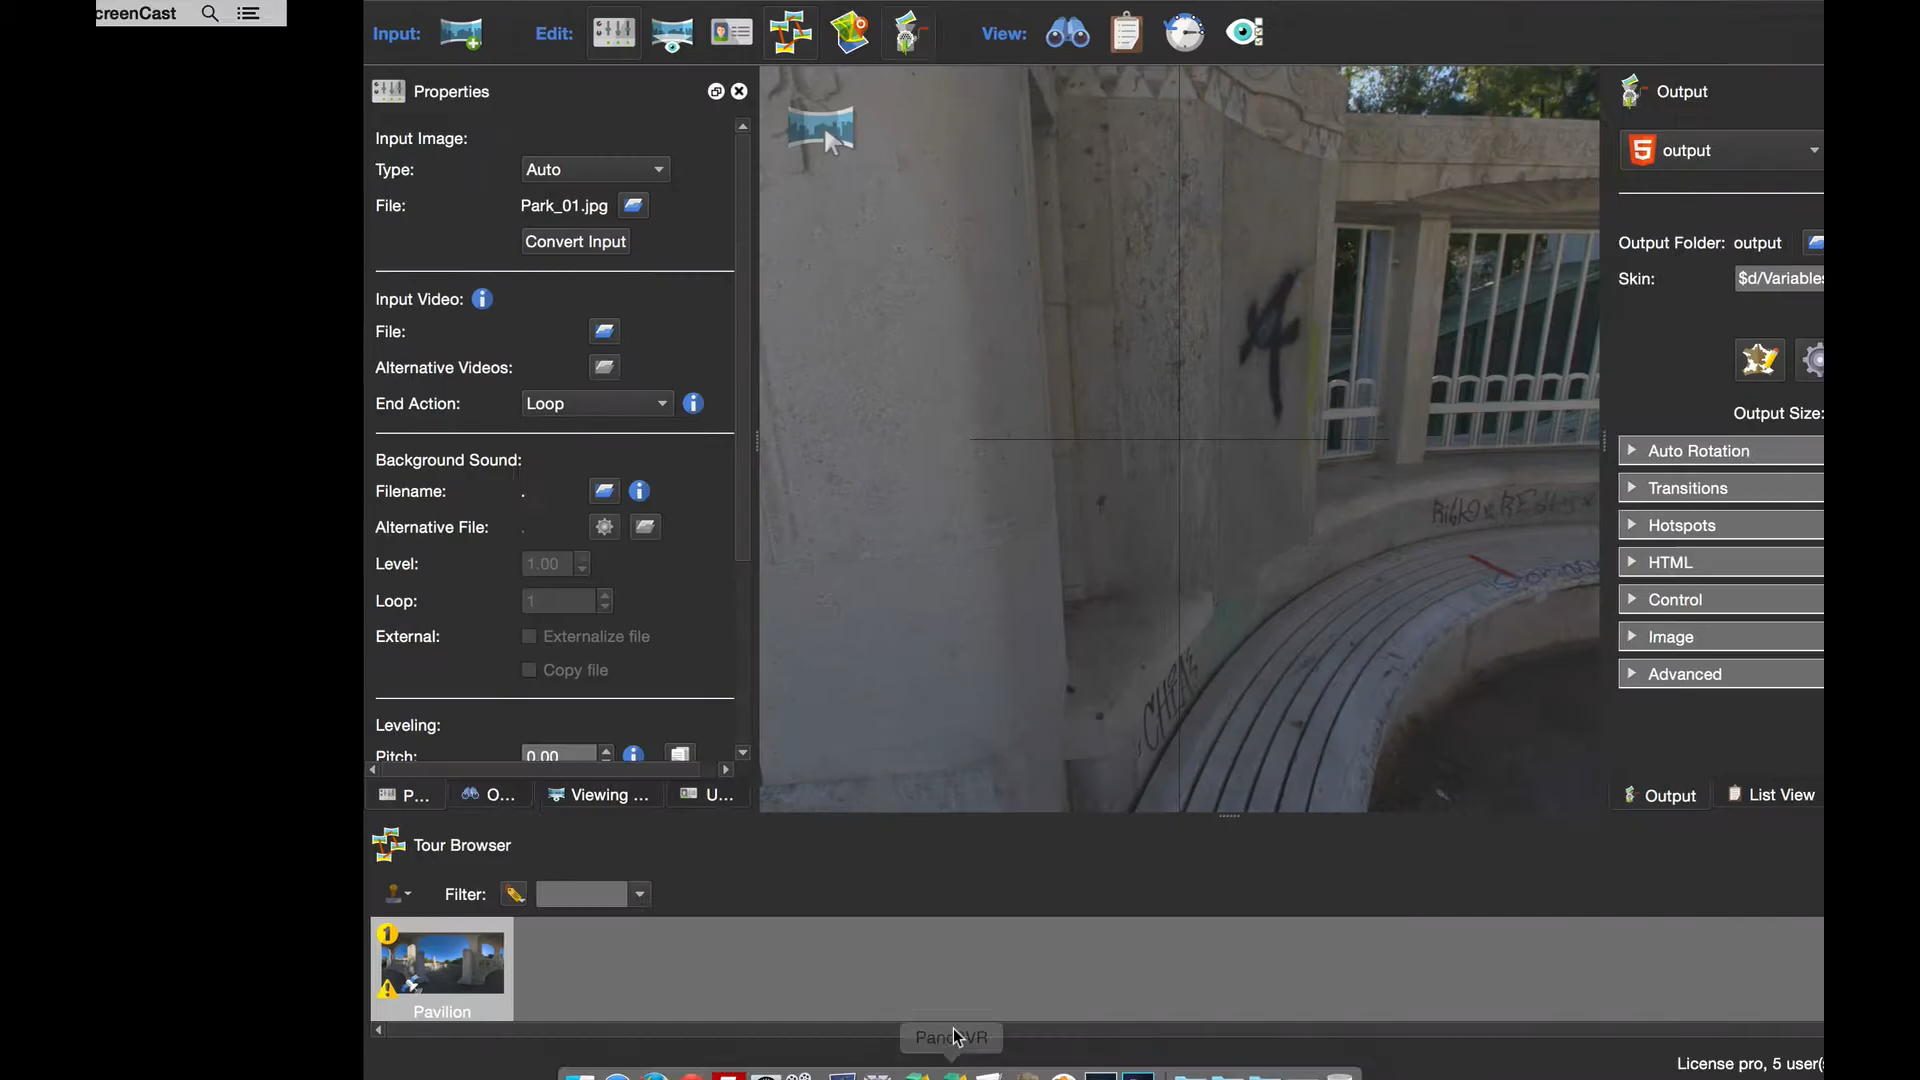 creenCast
Input: Edit: View:
Properties
Input Image:
Type: Auto
File: Park_01.jpg
Convert Input
Input Video:
File:
Alternative Videos:
End Action: Loop
Background Sound:
Filename: .
Alternative File: .
Level: 1.00
Loop: 1
External: Externalize file
Copy file
Leveling:
Pitch: 0.00
P... O... Viewing ... U...
Output
output
Output Folder: output
Skin: $d/Variables
Output Size:
Auto Rotation
Transitions
Hotspots
HTML
Control
Image
Advanced
Output List View
Tour Browser
Filter:
1
Pavilion
License pro, 5 user(s